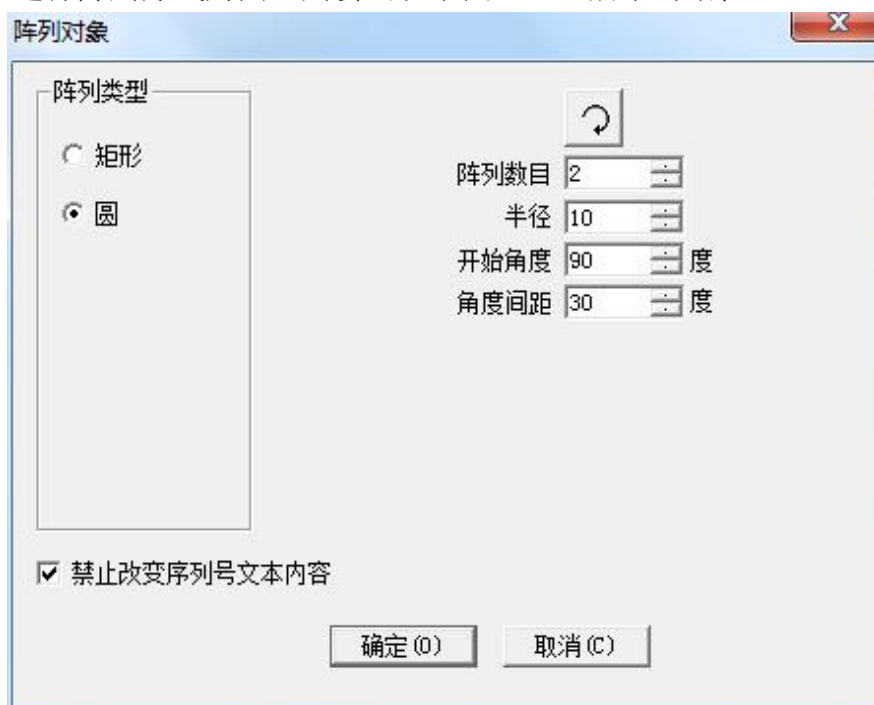 阵列对象
阵列类型
矩形
圆
阵列数目 2
半径 10
开始角度 90 度
角度间距 30 度
禁止改变序列号文本内容
确定(O) 取消(C)